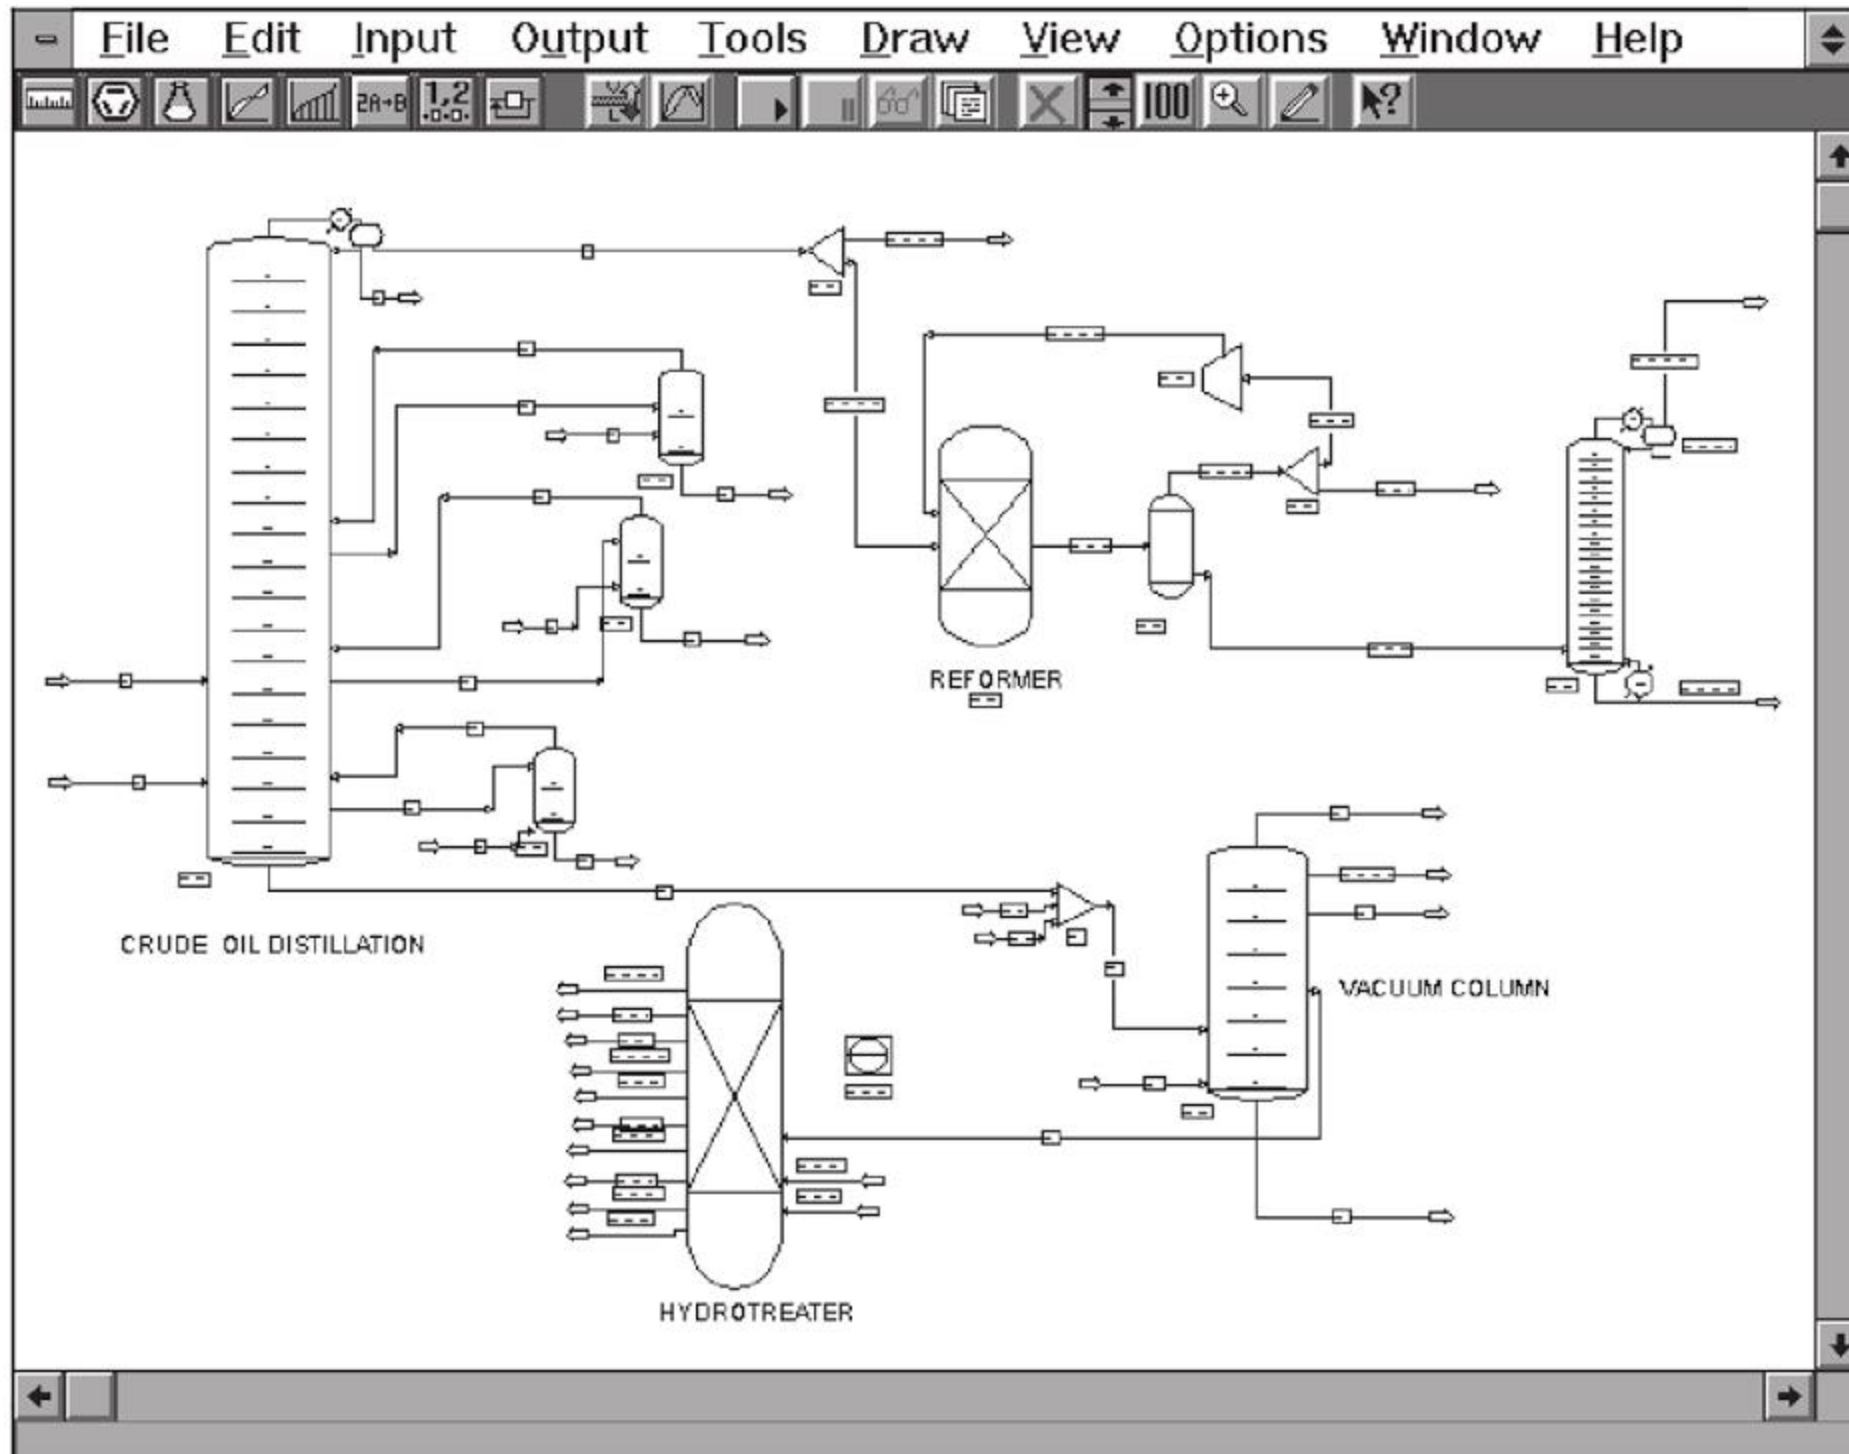 File Edit Input Output Tools Draw View Options Window Help
2A→B 1,2 100 ?
REFORMER
CRUDE OIL DISTILLATION
VACUUM COLUMN
HYDROTREATER